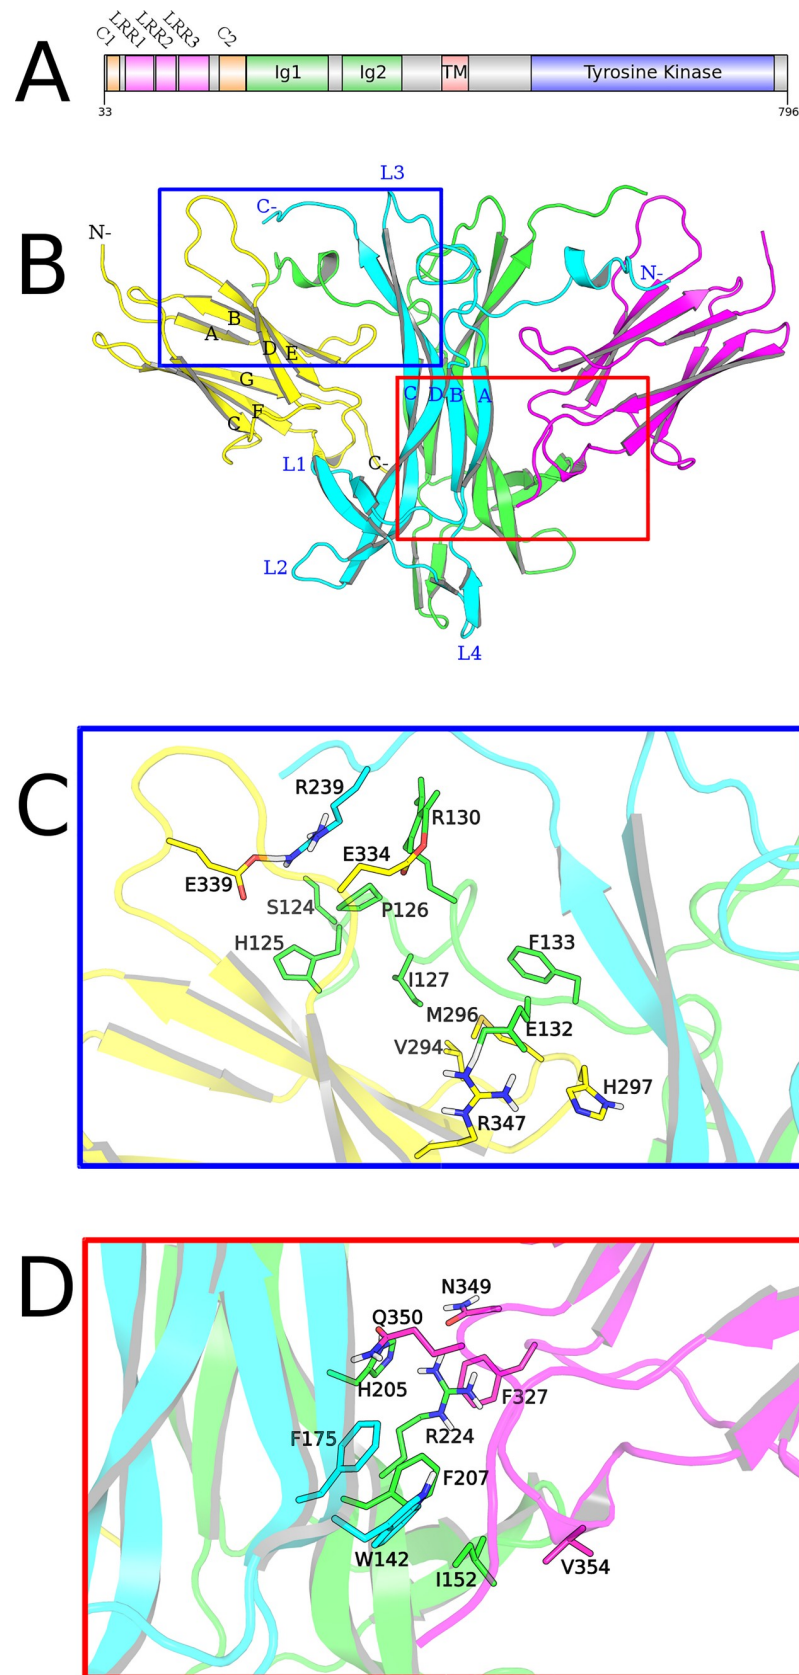 A
C1
LRR1
LRR2
LRR3
C2
Ig1
Ig2
TM
Tyrosine Kinase
33
796
B
L3
C-
N-
N-
B
A
D
E
G
F
C
C
D
B
A
L1
C-
L2
L4
C
R239
R130
E334
E339
S124
P126
H125
F133
I127
M296
E132
V294
H297
R347
D
N349
Q350
H205
F327
R224
F175
F207
W142
I152
V354